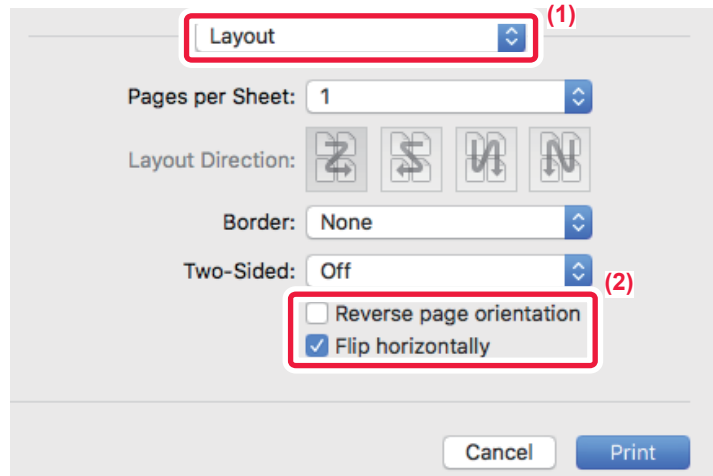 (1)
Layout
Pages per Sheet: 1
Layout Direction:
Border: None
Two-Sided: Off
(2)
Reverse page orientation
Flip horizontally
Cancel Print